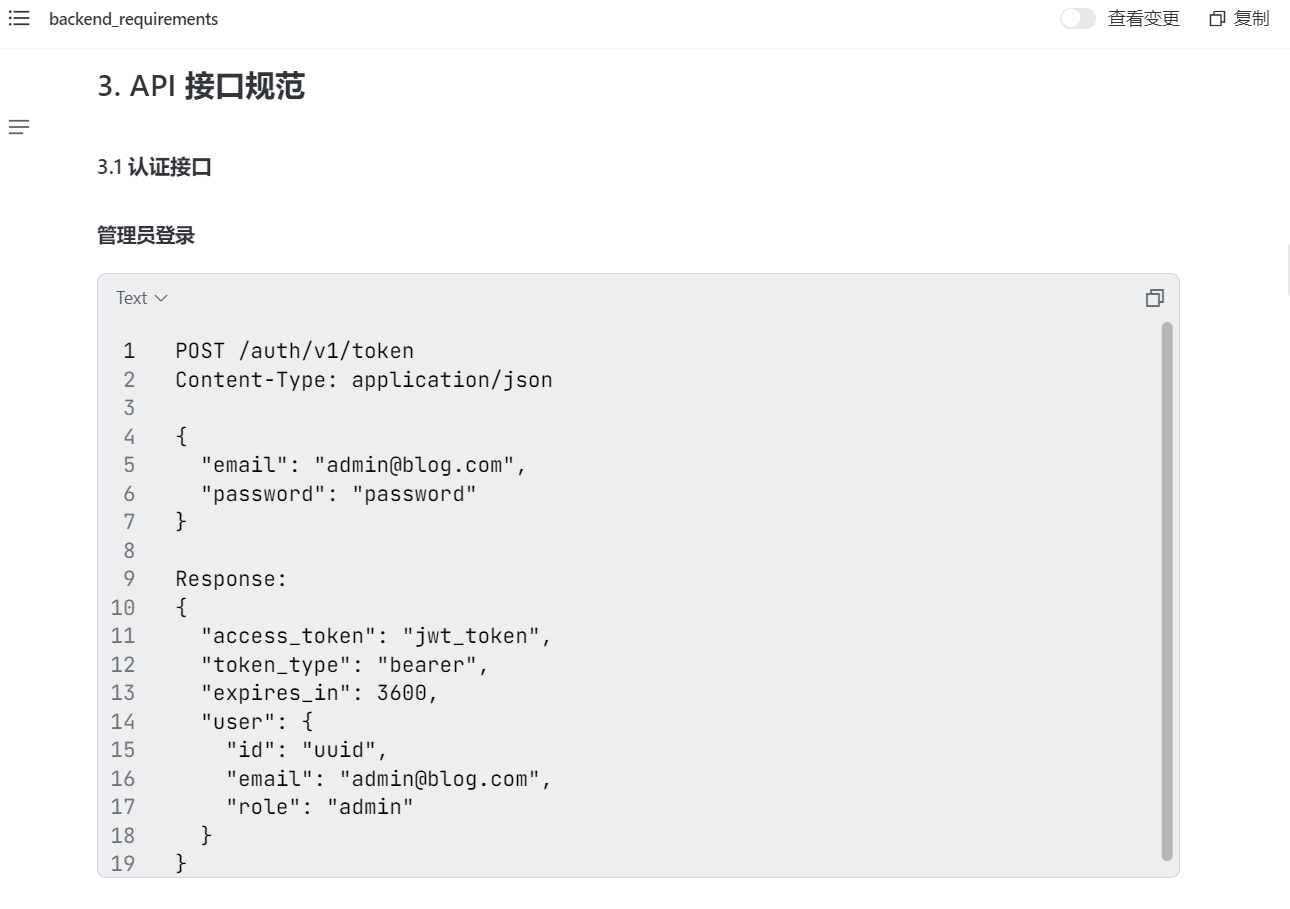 backend_requirements
查看变更
复制
3. API 接口规范
3.1 认证接口
管理员登录
Text
1 POST /auth/v1/token
2 Content-Type: application/json
3
4 {
5   "email": "admin@blog.com",
6   "password": "password"
7 }
8
9 Response:
10 {
11   "access_token": "jwt_token",
12   "token_type": "bearer",
13   "expires_in": 3600,
14   "user": {
15     "id": "uuid",
16     "email": "admin@blog.com",
17     "role": "admin"
18   }
19 }